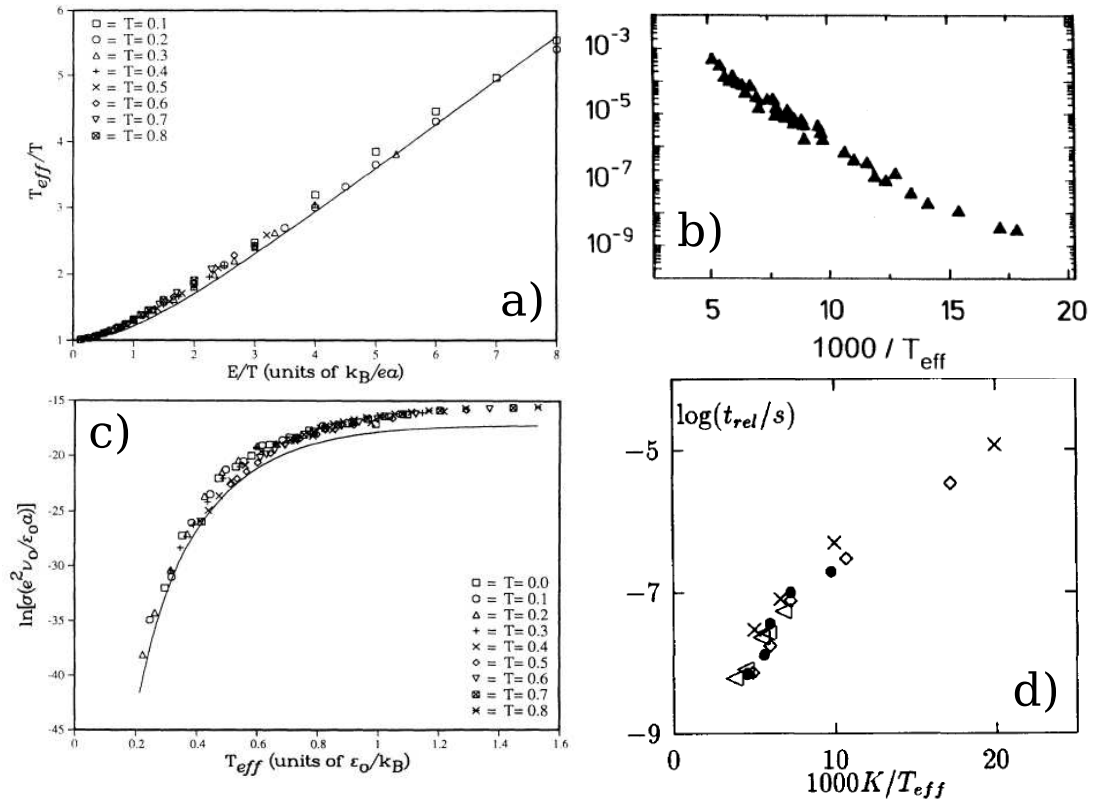 6
5
4
3
2
1
0
1
2
3
4
5
6
7
8
T_eff/T
E/T (units of k_B/ea)
□ = T= 0.1
○ = T= 0.2
△ = T= 0.3
+ = T= 0.4
× = T= 0.5
◇ = T= 0.6
▽ = T= 0.7
⊠ = T= 0.8
a)
10⁻³
10⁻⁵
10⁻⁷
10⁻⁹
b)
5
10
15
20
1000 / T_eff
-15
-20
-25
-30
-35
-40
-45
c)
ln[σ(e²ν_o/ε_o a)]
□ = T= 0.0
○ = T= 0.1
△ = T= 0.2
+ = T= 0.3
× = T= 0.4
◇ = T= 0.5
▽ = T= 0.6
⊠ = T= 0.7
✱ = T= 0.8
0
0.2
0.4
0.6
0.8
1
1.2
1.4
1.6
T_eff (units of ε_o/k_B)
log(t_rel/s)
-5
-7
-9
d)
0
10
20
1000K/T_eff